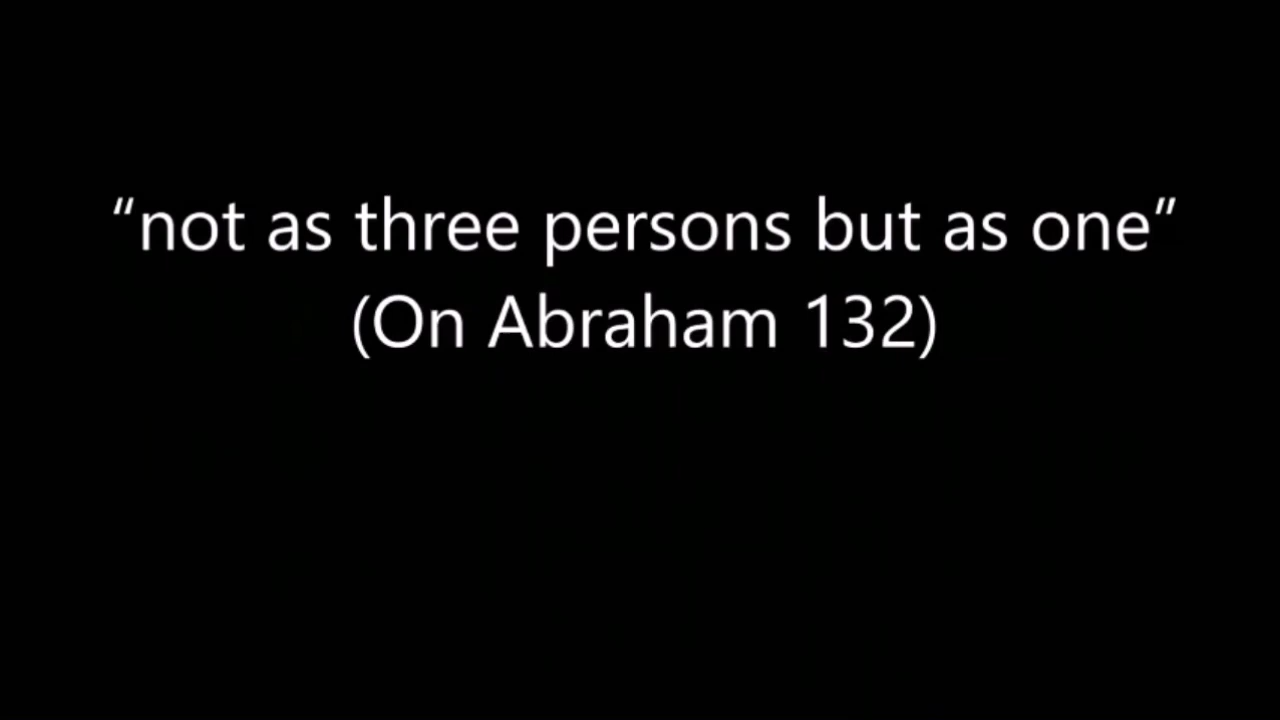 “not as three persons but as one”
(On Abraham 132)